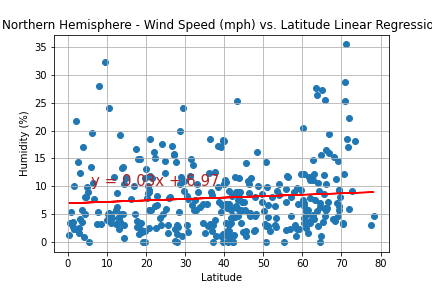 Northern Hemisphere - Wind Speed (mph) vs. Latitude Linear Regressio
35
30
25
20
15
10
5
0
Humidity (%)
y = 0.03x + 6.97
0 10 20 30 40 50 60 70 80
Latitude